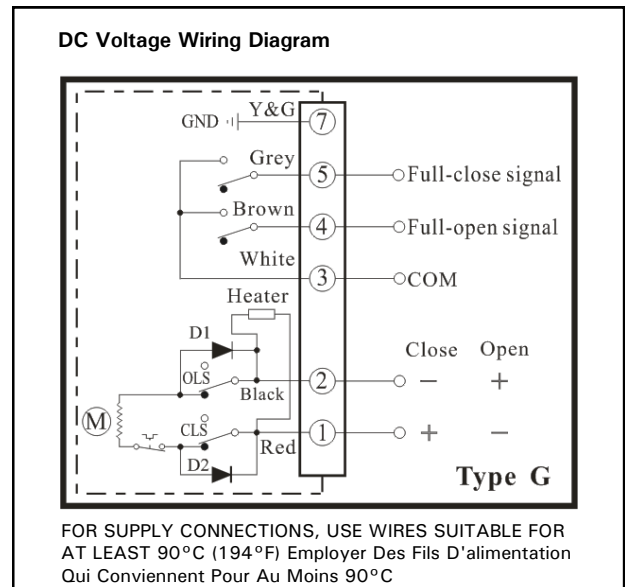 DC Voltage Wiring Diagram
Y&G
GND
7
Grey
5
Full-close signal
Brown
4
Full-open signal
White
3
COM
Heater
D1
Close Open
OLS
2
− +
Black
M
CLS
1
+ −
Red
D2
Type G
FOR SUPPLY CONNECTIONS, USE WIRES SUITABLE FOR
AT LEAST 90°C (194°F) Employer Des Fils D'alimentation
Qui Conviennent Pour Au Moins 90°C